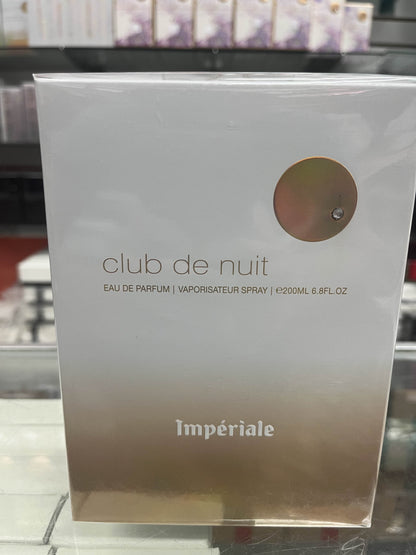 club de nuit
EAU DE PARFUM | VAPORISATEUR SPRAY | ℮200ML 6.8FL.OZ
Impériale